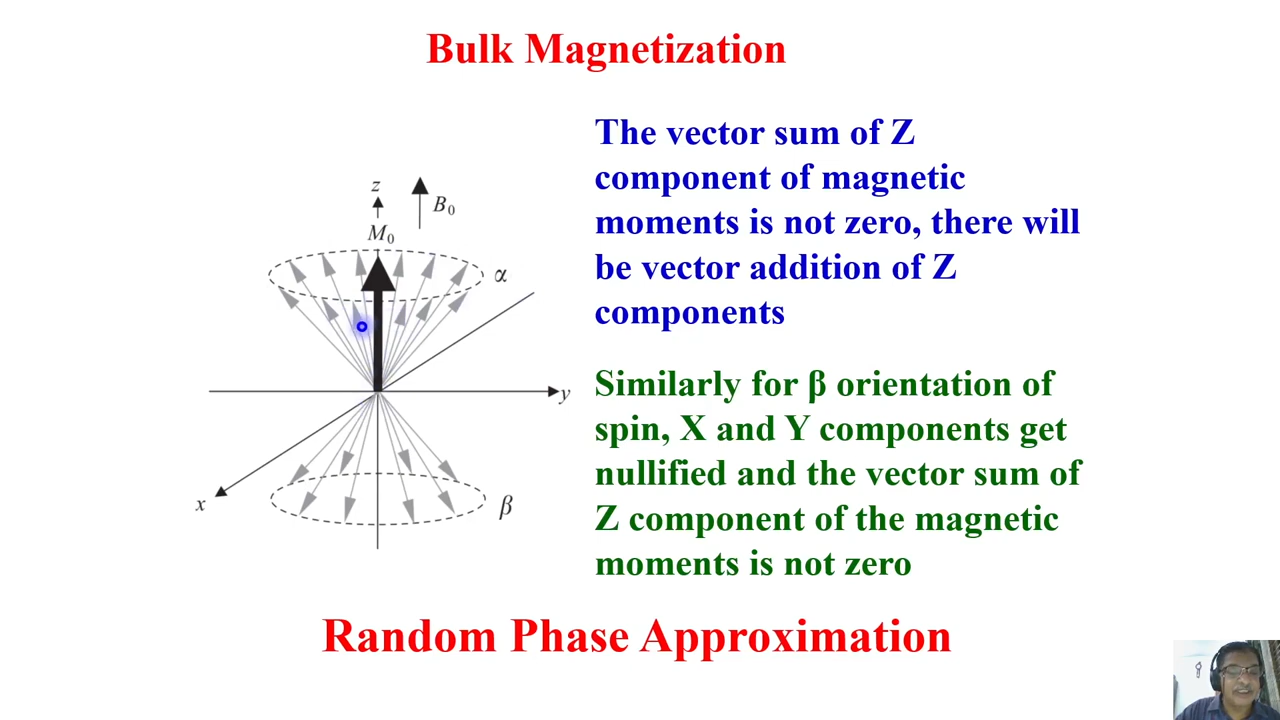 Bulk Magnetization
The vector sum of Z
component of magnetic
moments is not zero, there will
be vector addition of Z
components
z
B0
M0
α
y
x
β
Similarly for β orientation of
spin, X and Y components get
nullified and the vector sum of
Z component of the magnetic
moments is not zero
Random Phase Approximation